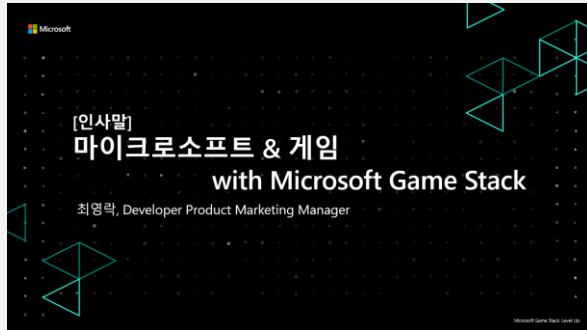 Microsoft
[인사말]
마이크로소프트 & 게임
with Microsoft Game Stack
최영락, Developer Product Marketing Manager
Microsoft Game Stack. Level Up.